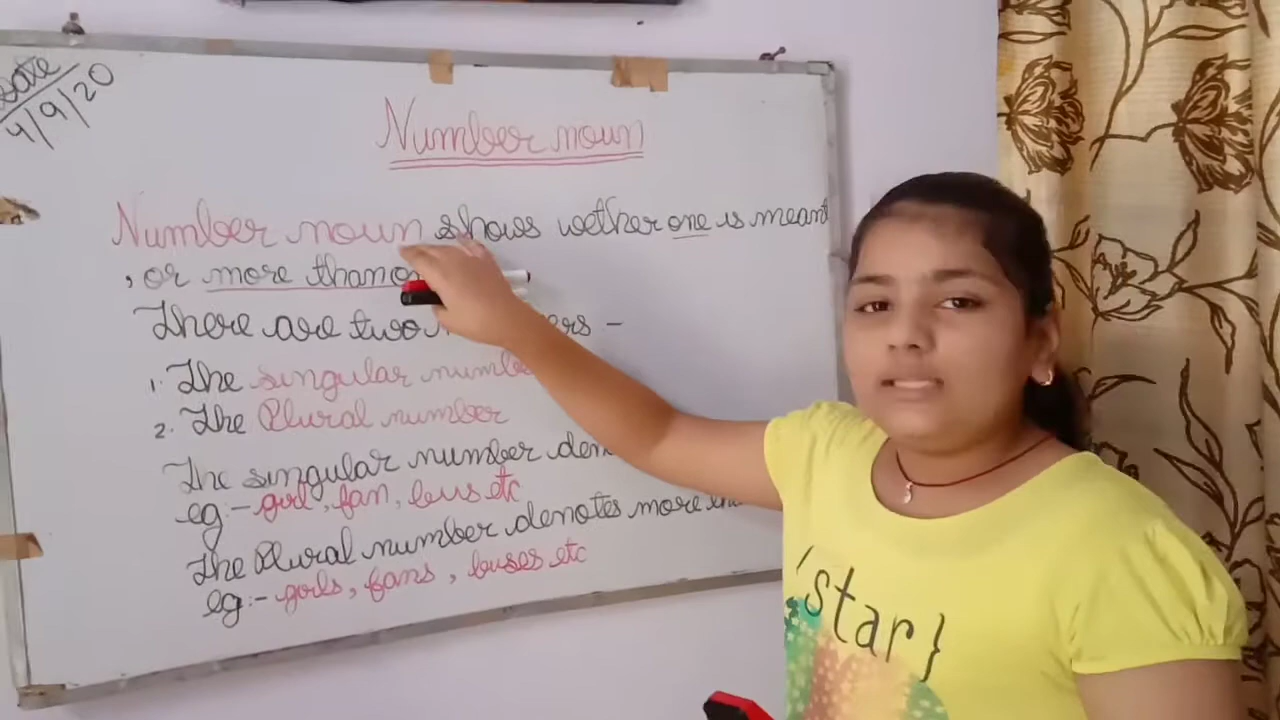 Date
4/9/20
Number noun
Number noun shows wether one is meant
, or more than
There are two
1. The singular
2. The Plural number
The singular number
eg:- girl, fan, bus etc
The Plural number denotes more
eg:- girls, fans, buses etc
{star}